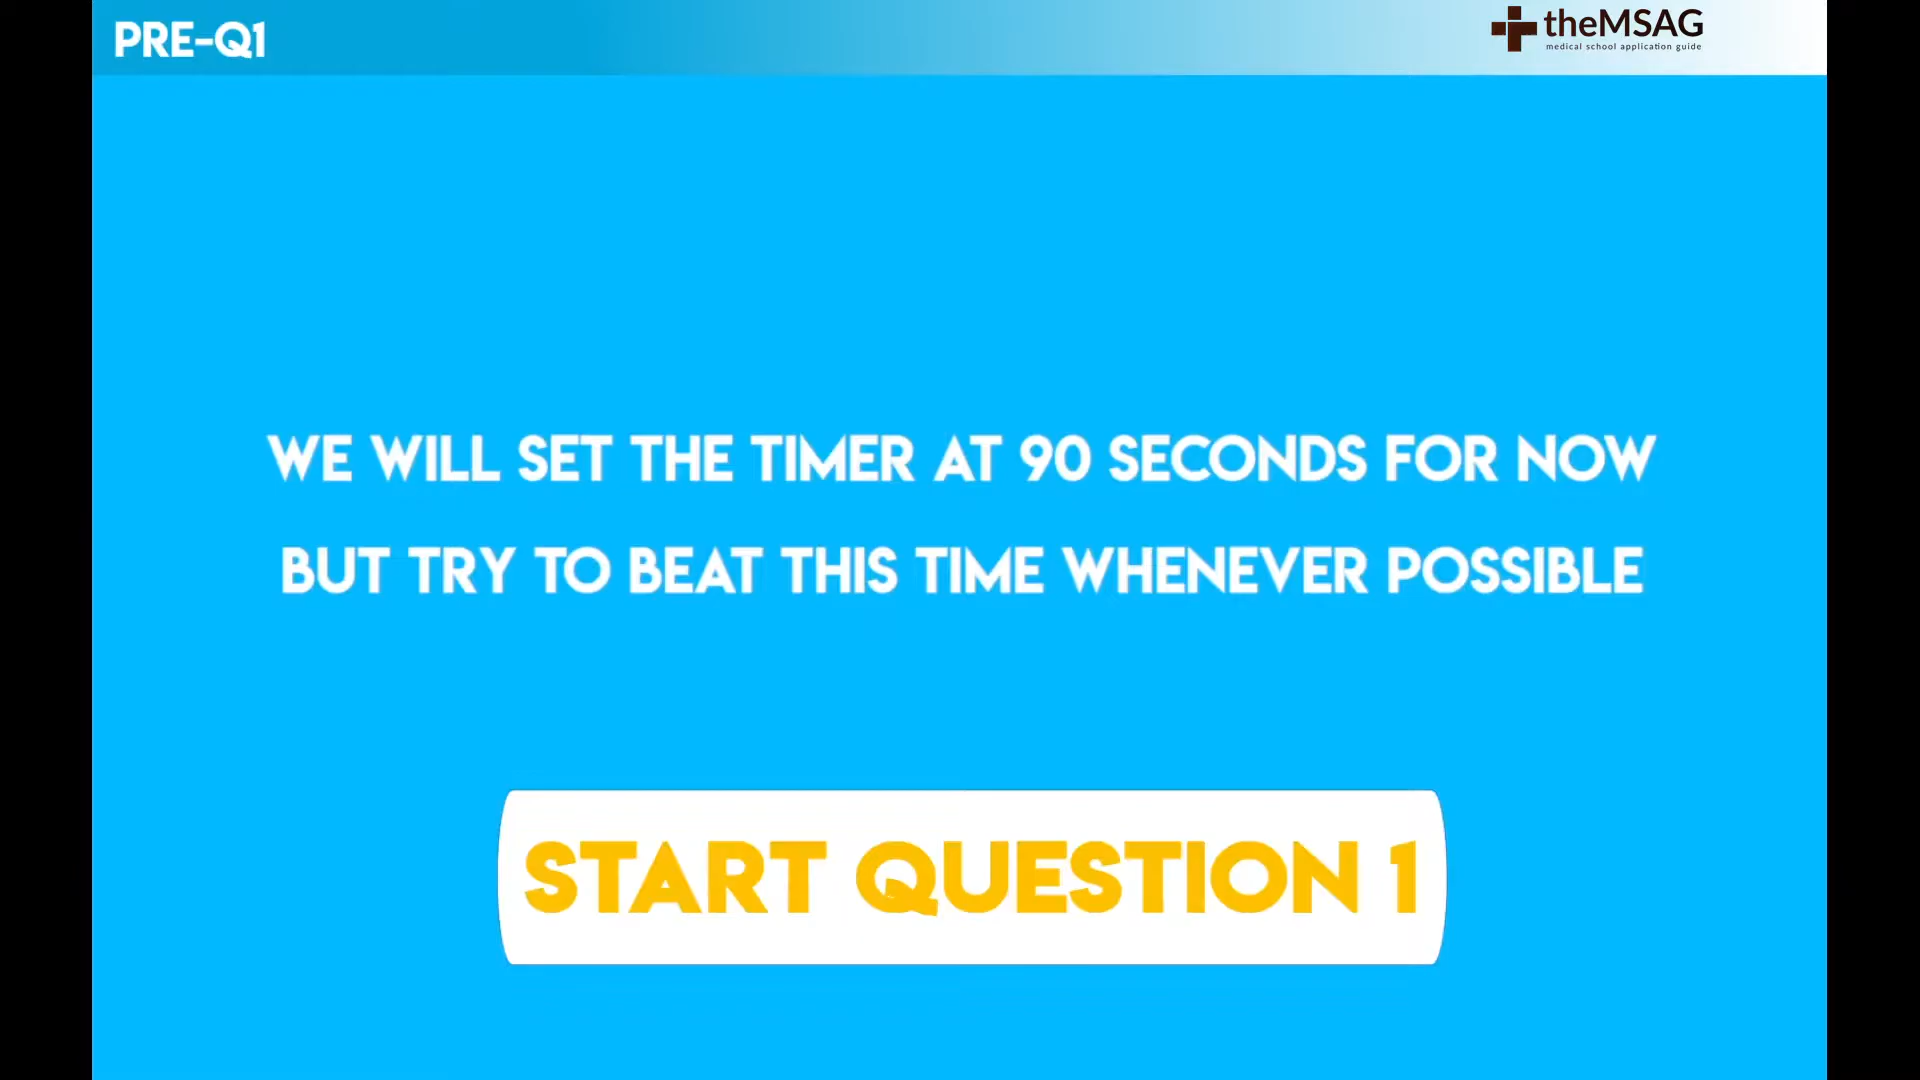 PRE-Q1
theMSAG
medical school application guide
WE WILL SET THE TIMER AT 90 SECONDS FOR NOW
BUT TRY TO BEAT THIS TIME WHENEVER POSSIBLE
START QUESTION 1